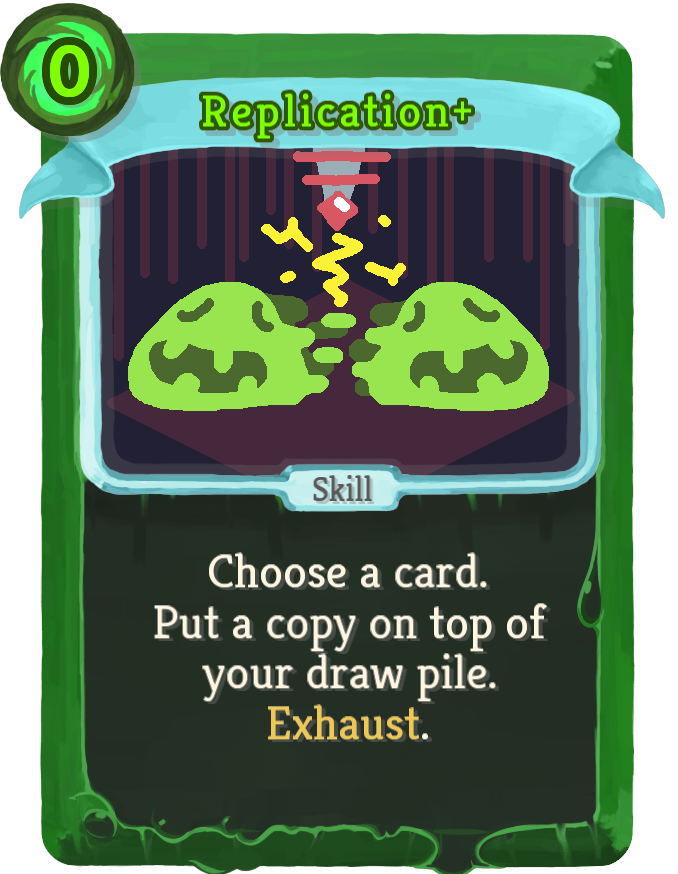 0
Replication+
Skill
Choose a card.
Put a copy on top of
your draw pile.
Exhaust.